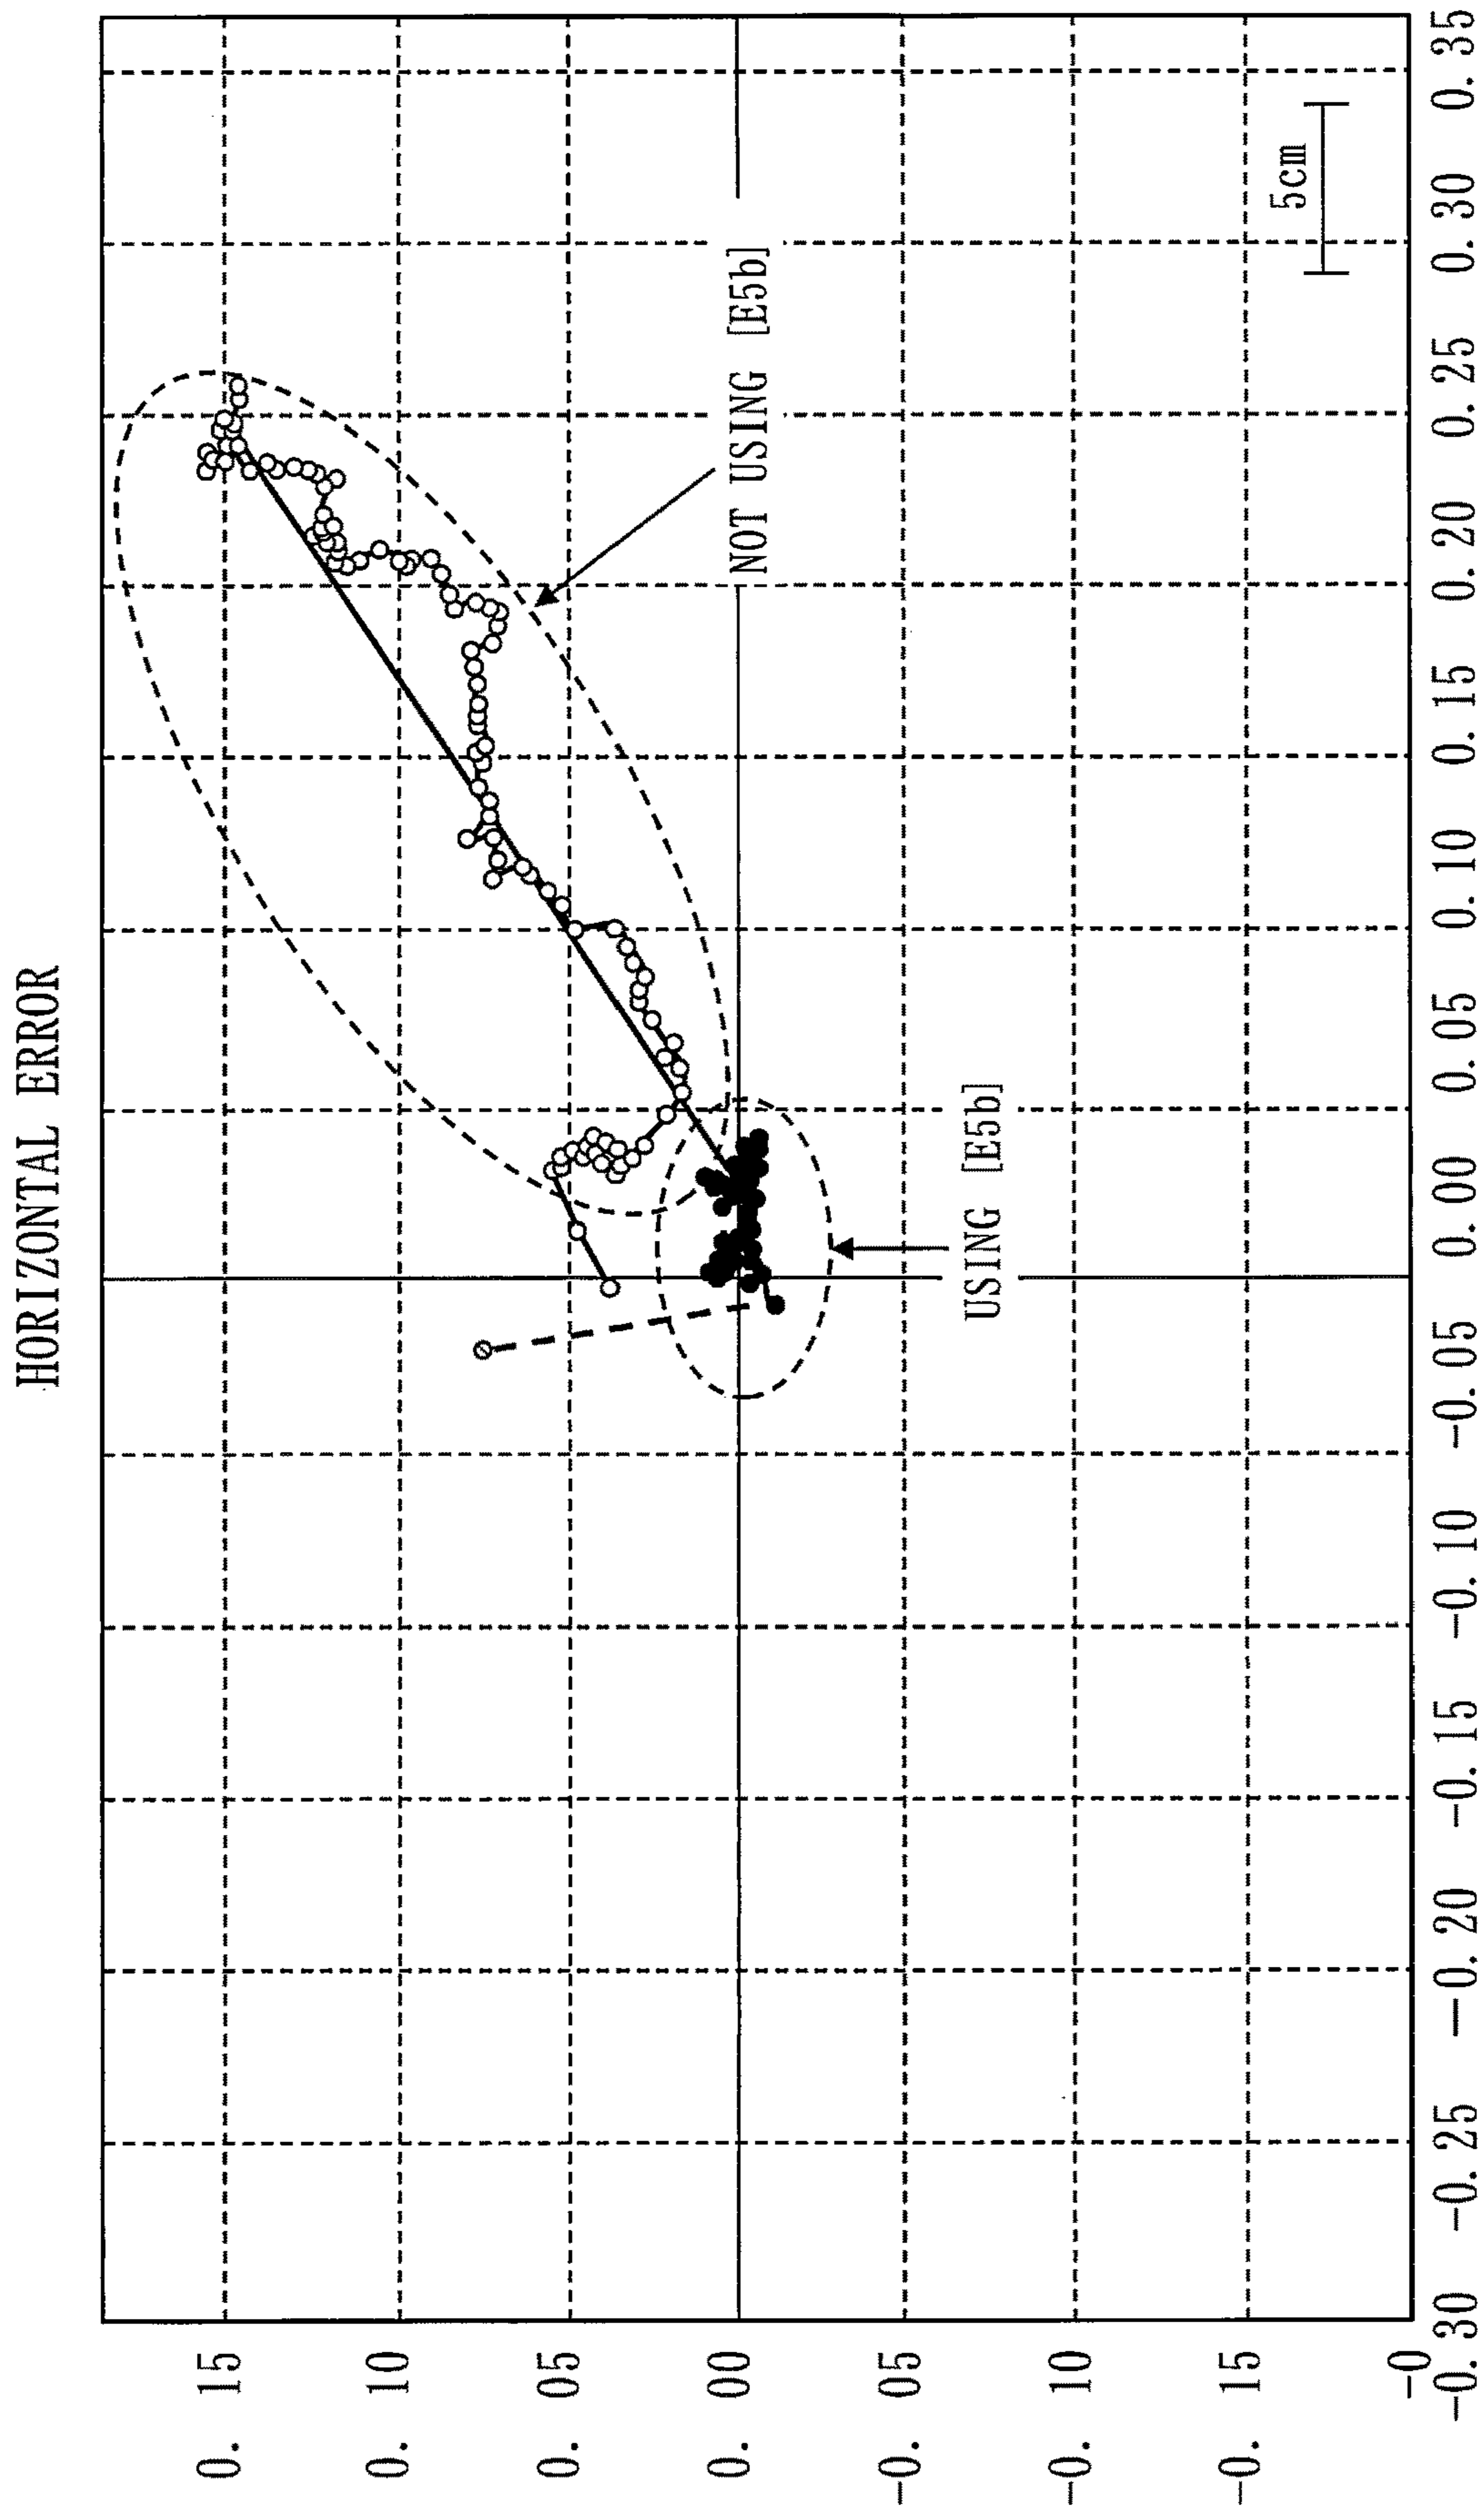 HORIZONTAL ERROR
0. 15
0. 10
0. 05
0. 00
-0. 05
-0. 10
-0. 15
-0
NOT USING [E5b]
USING [E5b]
5cm
-0. 30 -0. 25 -0. 20 -0. 15 -0. 10 -0. 05 0. 00 0. 05 0. 10 0. 15 0. 20 0. 25 0. 30 0. 35